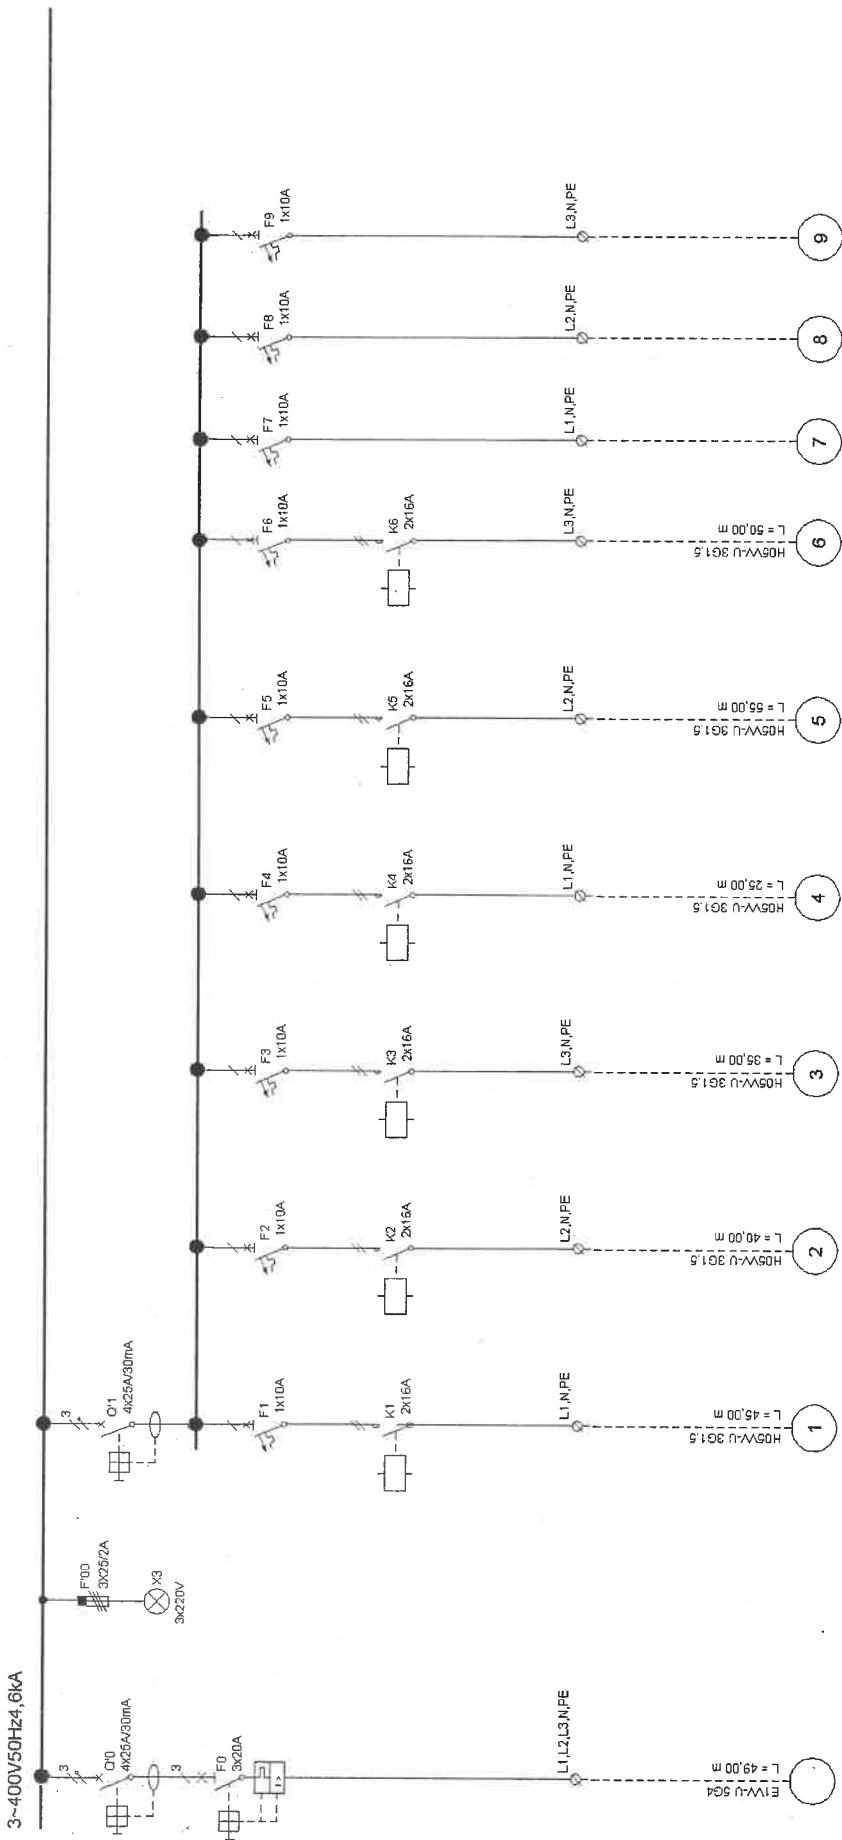 3~400V50Hz4,6kA
3
Q'0
4x25A/30mA
3
F0
3x20A
L1,L2,L3,N,PE
E1VV-U 5G4
L = 49,00 m
F'00
3X25/2A
X3
3x220V
3
Q'1
4x25A/30mA
F1
1x10A
K1
2x16A
L1,N,PE
H05VV-U 3G1.5
L = 45,00 m
1
F2
1x10A
K2
2x16A
L2,N,PE
H05VV-U 3G1.5
L = 40,00 m
2
F3
1x10A
K3
2x16A
L3,N,PE
H05VV-U 3G1.5
L = 35,00 m
3
F4
1x10A
K4
2x16A
L1,N,PE
H05VV-U 3G1.5
L = 25,00 m
4
F5
1x10A
K5
2x16A
L2,N,PE
H05VV-U 3G1.5
L = 55,00 m
5
F6
1x10A
K6
2x16A
L3,N,PE
H05VV-U 3G1.5
L = 50,00 m
6
F7
1x10A
L1,N,PE
7
F8
1x10A
L2,N,PE
8
F9
1x10A
L3,N,PE
9